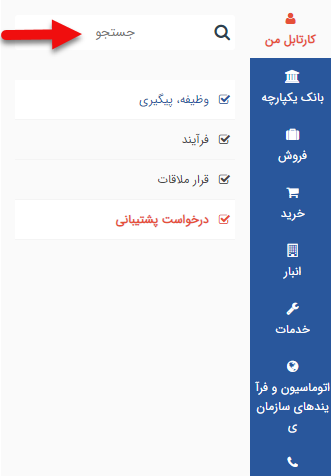 کارتابل من
بانک یکپارچه
فروش
خرید
انبار
خدمات
اتوماسیون و فرآ
یندهای سازمان
ی
جستجو
وظیفه، پیگیری
فرآیند
قرار ملاقات
درخواست پشتیبانی